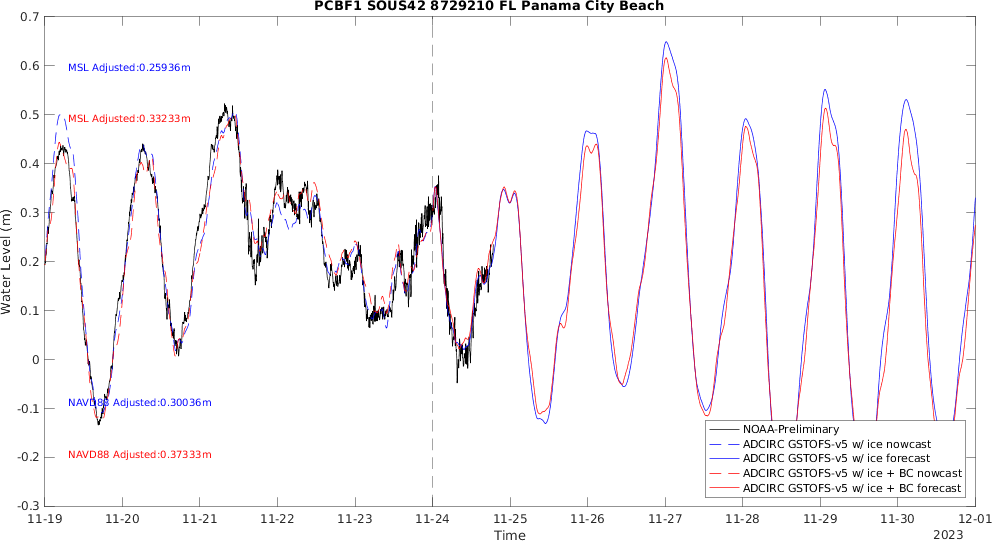 PCBF1 SOUS42 8729210 FL Panama City Beach
0.7
0.6
0.5
0.4
0.3
0.2
0.1
0
-0.1
-0.2
-0.3
Water Level (m)
MSL Adjusted:0.25936m
MSL Adjusted:0.33233m
NAVD88 Adjusted:0.30036m
NAVD88 Adjusted:0.37333m
NOAA-Preliminary
ADCIRC GSTOFS-v5 w/ ice nowcast
ADCIRC GSTOFS-v5 w/ ice forecast
ADCIRC GSTOFS-v5 w/ ice + BC nowcast
ADCIRC GSTOFS-v5 w/ ice + BC forecast
11-19 11-20 11-21 11-22 11-23 11-24 11-25 11-26 11-27 11-28 11-29 11-30 12-01
Time
2023